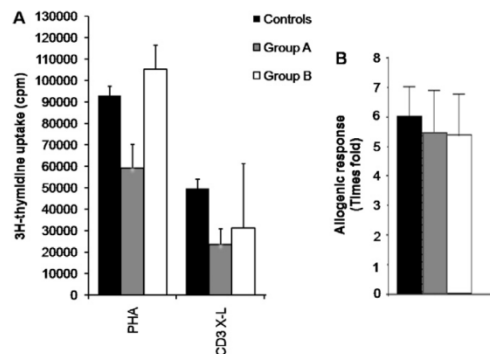 A
3H-thymidine uptake (cpm)
130000
120000
110000
100000
90000
80000
70000
60000
50000
40000
30000
20000
10000
0
PHA
CD3 X-L
Controls
Group A
Group B
B
Allogenic response
(Times fold)
8
7
6
5
4
3
2
1
0